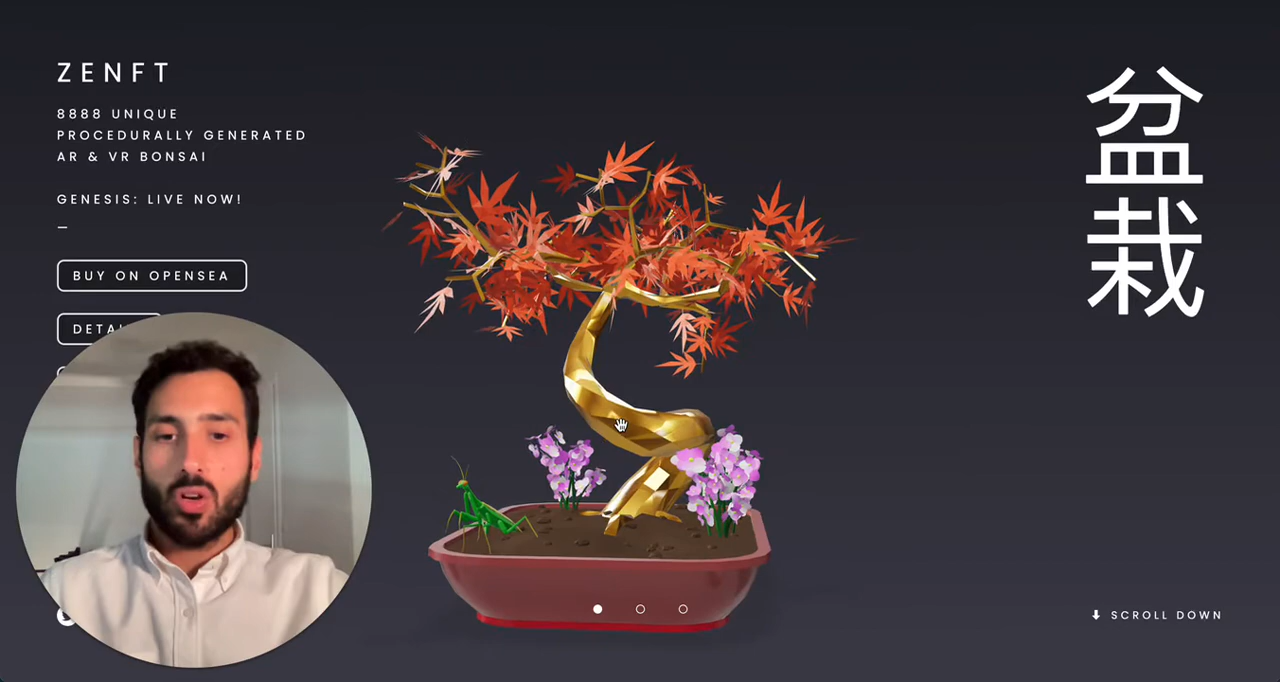 ZENFT
8888 UNIQUE
PROCEDURALLY GENERATED
AR & VR BONSAI
GENESIS: LIVE NOW!
–
BUY ON OPENSEA
盆
栽
SCROLL DOWN